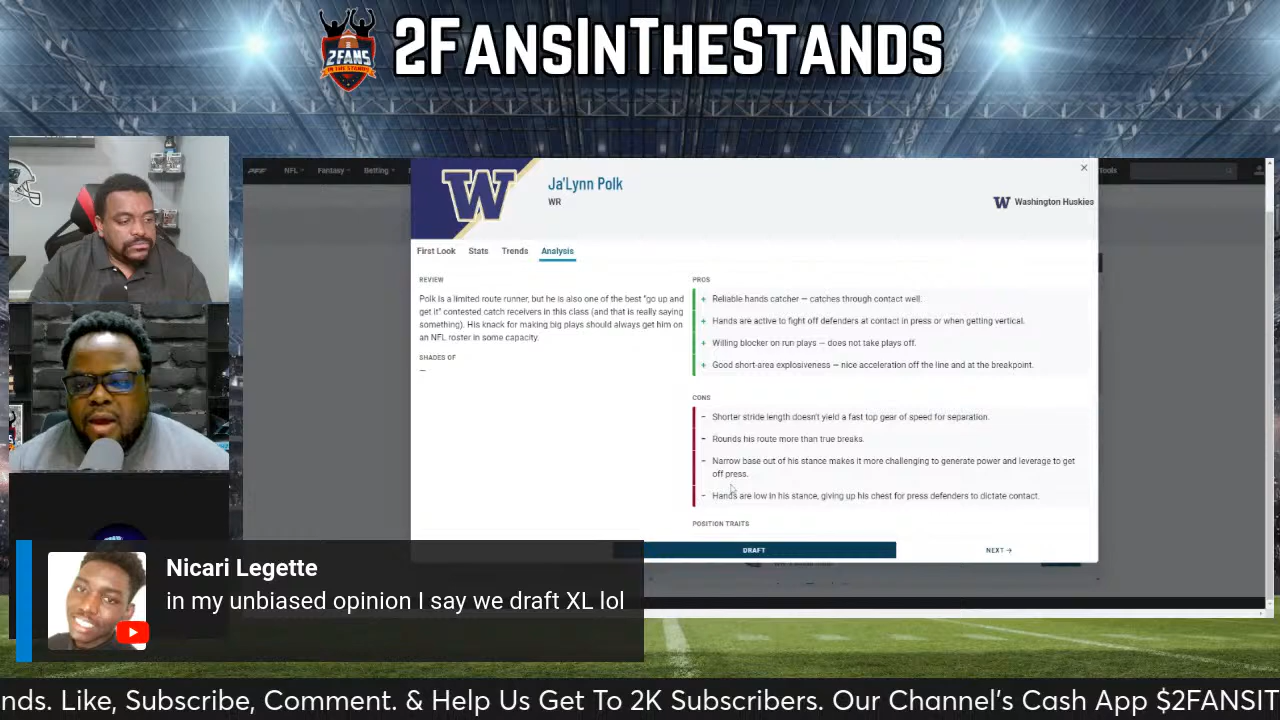 2FANSINTHESTANDS
2FANS
IN THE STANDS
NFL
Fantasy
Betting
Tools
W
Ja'Lynn Polk
WR
W Washington Huskies
First Look
Stats
Trends
Analysis
REVIEW
Polk is a limited route runner, but he is also one of the best "go up and
get it" contested catch receivers in this class (and that is really saying
something). His knack for making big plays should always get him on
an NFL roster in some capacity.
SHADES OF
—
PROS
+ Reliable hands catcher — catches through contact well.
+ Hands are active to fight off defenders at contact in press or when getting vertical.
+ Willing blocker on run plays — does not take plays off.
+ Good short-area explosiveness — nice acceleration off the line and at the breakpoint.
CONS
- Shorter stride length doesn't yield a fast top gear of speed for separation.
- Rounds his route more than true breaks.
- Narrow base out of his stance makes it more challenging to generate power and leverage to get
off press.
- Hands are low in his stance, giving up his chest for press defenders to dictate contact.
POSITION TRAITS
DRAFT
NEXT →
Nicari Legette
in my unbiased opinion I say we draft XL lol
nds. Like, Subscribe, Comment. & Help Us Get To 2K Subscribers. Our Channel's Cash App $2FANSIT